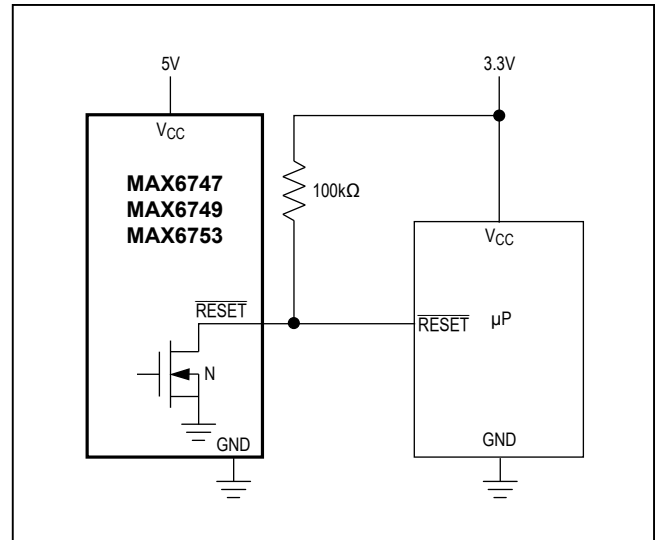 5V
3.3V
VCC
MAX6747
MAX6749
MAX6753
100kΩ
VCC
RESET
RESET
µP
N
GND
GND